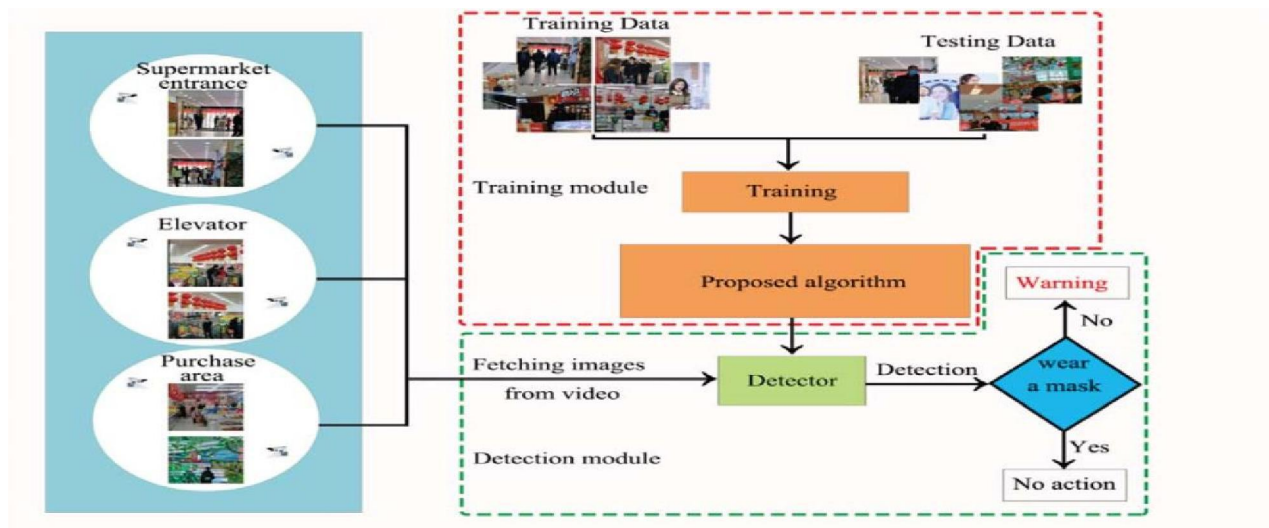 Supermarket
entrance
Elevator
Purchase
area
Training Data
Testing Data
Training module
Training
Proposed algorithm
Warning
No
Fetching images
from video
Detector
Detection
wear
a mask
Yes
Detection module
No action